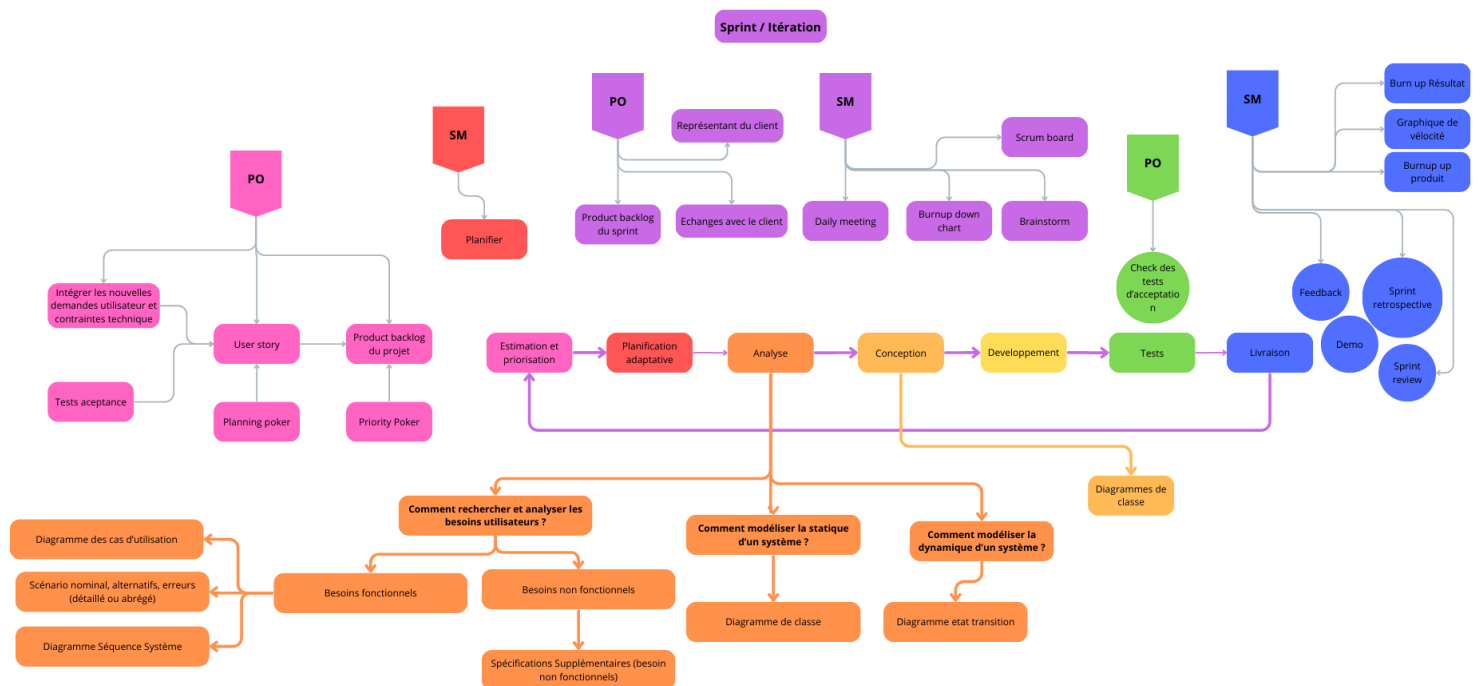 Sprint / Itération
PO
Intégrer les nouvelles
demandes utilisateur et
contraintes technique
User story
Product backlog
du projet
Tests aceptance
Planning poker
Priority Poker
SM
Planifier
PO
Représentant du client
Product backlog
du sprint
Echanges avec le client
SM
Scrum board
Daily meeting
Burnup down
chart
Brainstorm
PO
Check des
tests
d'acceptatio
n
SM
Burn up Résultat
Graphique de
vélocité
Burnup up
produit
Feedback
Sprint
retrospective
Demo
Sprint
review
Estimation et
priorisation
Planification
adaptative
Analyse
Conception
Developpement
Tests
Livraison
Diagrammes de
classe
Comment rechercher et analyser les
besoins utilisateurs ?
Comment modéliser la statique
d'un système ?
Comment modéliser la
dynamique d'un système ?
Diagramme des cas d'utilisation
Scénario nominal, alternatifs, erreurs
(détaillé ou abrégé)
Diagramme Séquence Système
Besoins fonctionnels
Besoins non fonctionnels
Spécifications Supplémentaires (besoin
non fonctionnels)
Diagramme de classe
Diagramme etat transition